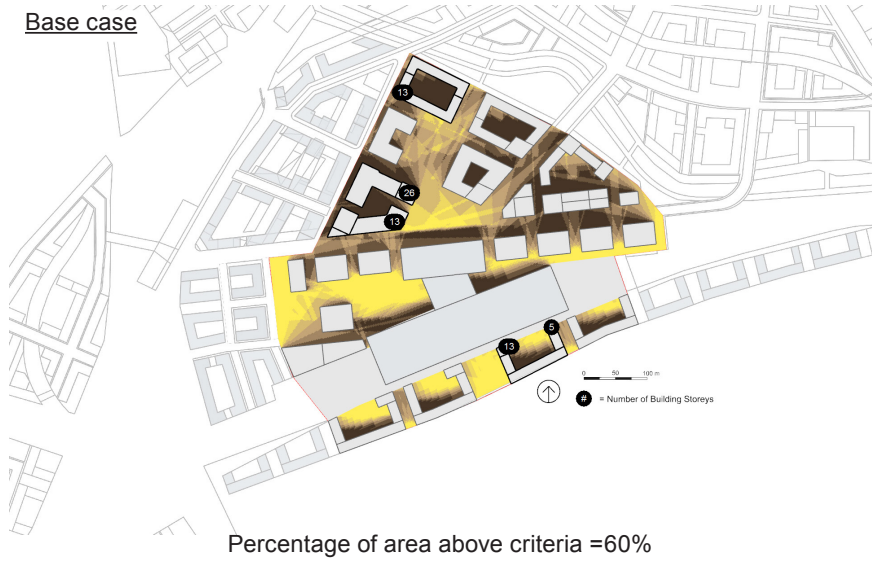 Base case
13
26
13
5
13
0 50 100 m
# = Number of Building Storeys
Percentage of area above criteria =60%